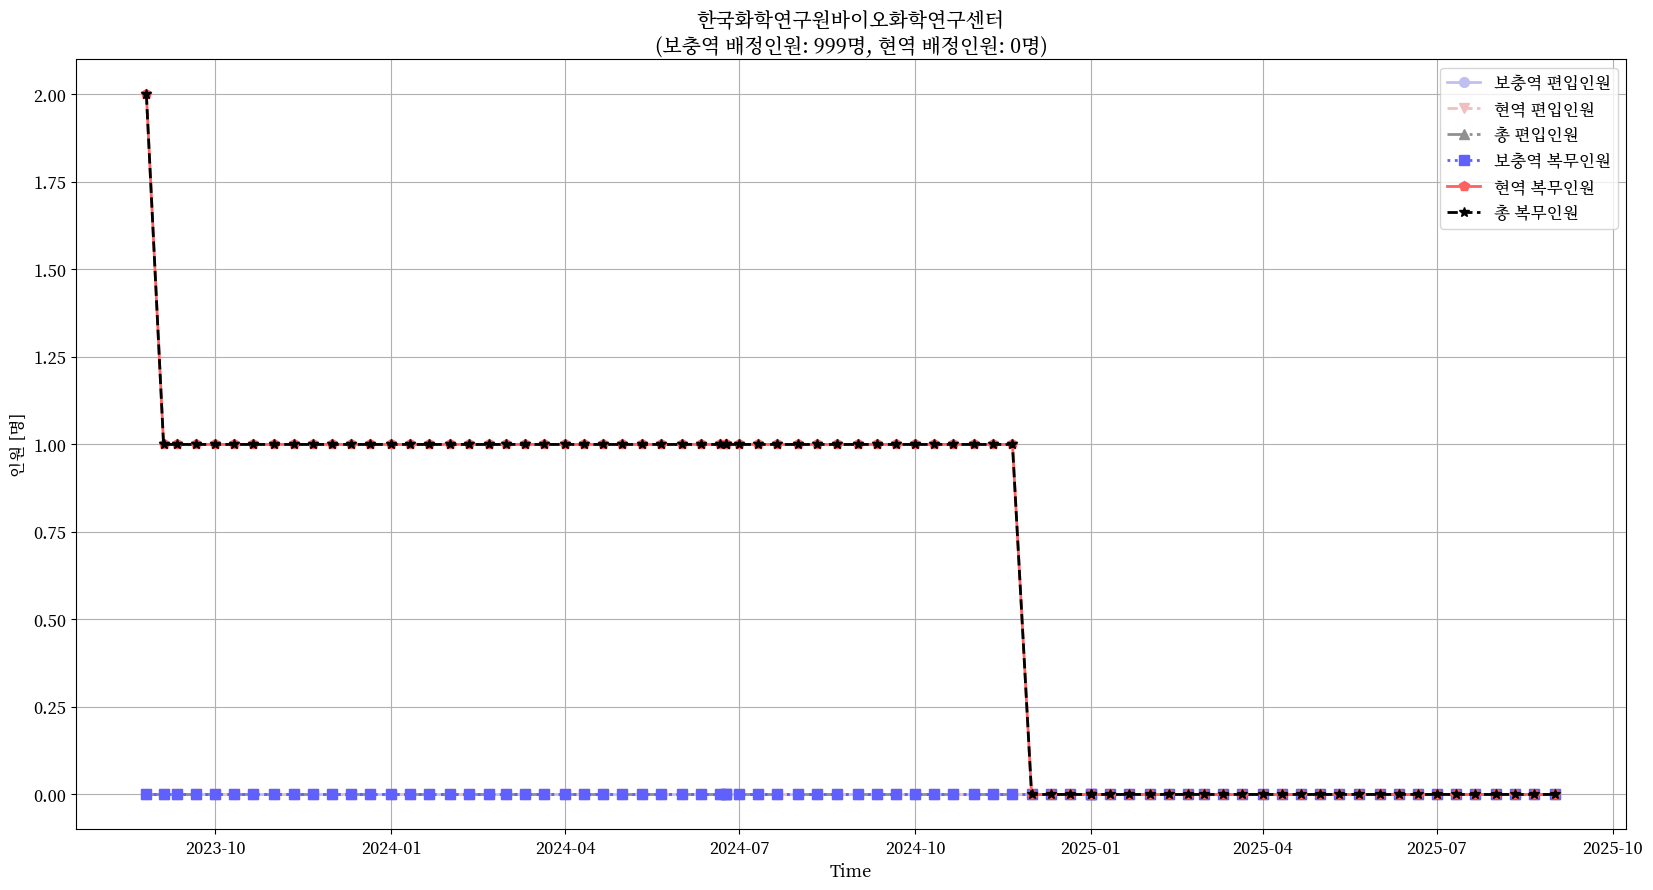 한국화학연구원바이오화학연구센터
(보충역 배정인원: 999명, 현역 배정인원: 0명)
보충역 편입인원
현역 편입인원
총 편입인원
보충역 복무인원
현역 복무인원
총 복무인원
2.00
1.75
1.50
1.25
1.00
0.75
0.50
0.25
0.00
인원 [명]
2023-10
2024-01
2024-04
2024-07
2024-10
2025-01
2025-04
2025-07
2025-10
Time